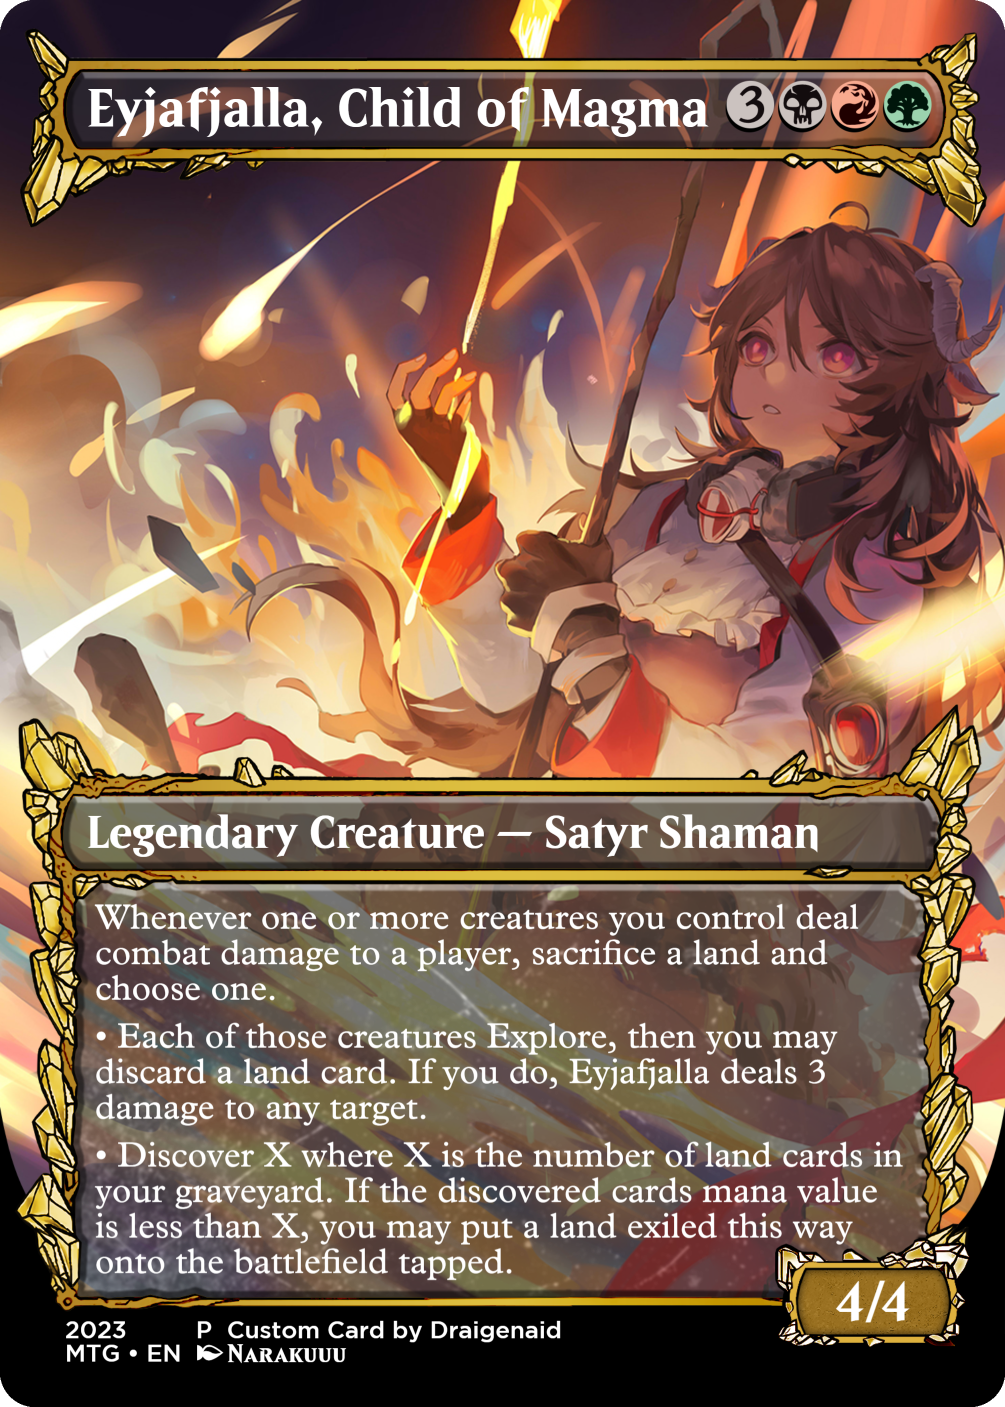 Eyjafjalla, Child of Magma 3
Legendary Creature — Satyr Shaman
Whenever one or more creatures you control deal
combat damage to a player, sacrifice a land and
choose one.
• Each of those creatures Explore, then you may
discard a land card. If you do, Eyjafjalla deals 3
damage to any target.
• Discover X where X is the number of land cards in
your graveyard. If the discovered cards mana value
is less than X, you may put a land exiled this way
onto the battlefield tapped.
4/4
2023 P Custom Card by Draigenaid
MTG • EN Narakuuu